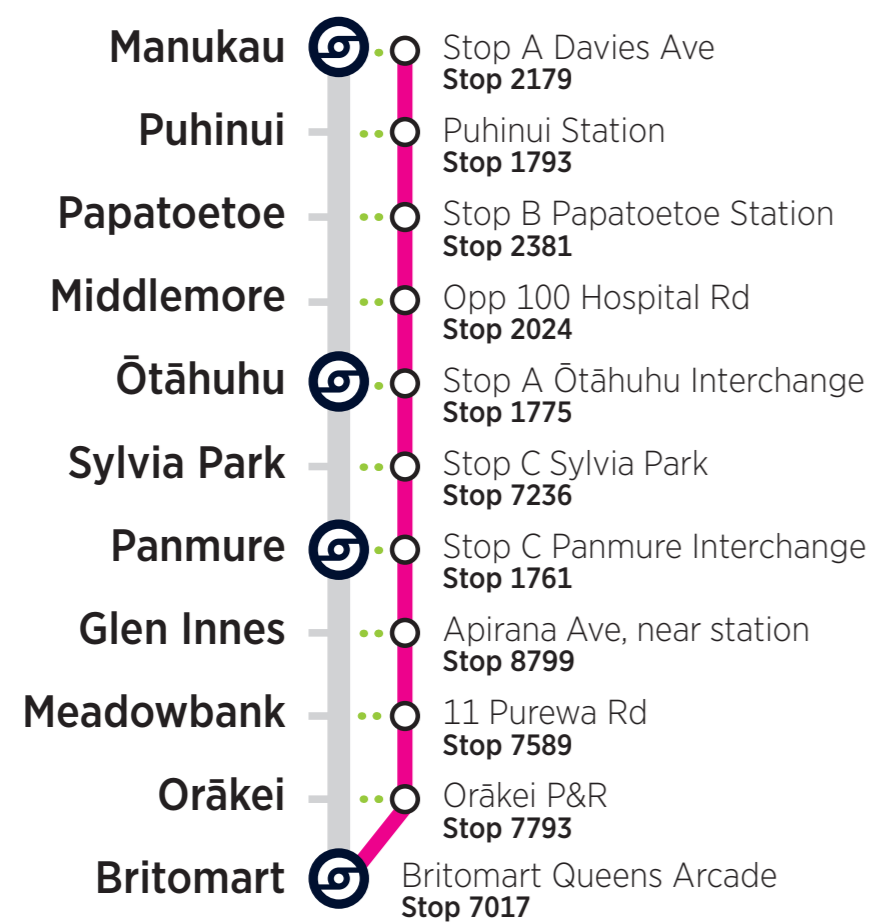 Manukau
Stop A Davies Ave
Stop 2179
Puhinui
Puhinui Station
Stop 1793
Papatoetoe
Stop B Papatoetoe Station
Stop 2381
Middlemore
Opp 100 Hospital Rd
Stop 2024
Ōtāhuhu
Stop A Ōtāhuhu Interchange
Stop 1775
Sylvia Park
Stop C Sylvia Park
Stop 7236
Panmure
Stop C Panmure Interchange
Stop 1761
Glen Innes
Apirana Ave, near station
Stop 8799
Meadowbank
11 Purewa Rd
Stop 7589
Orākei
Orākei P&R
Stop 7793
Britomart
Britomart Queens Arcade
Stop 7017